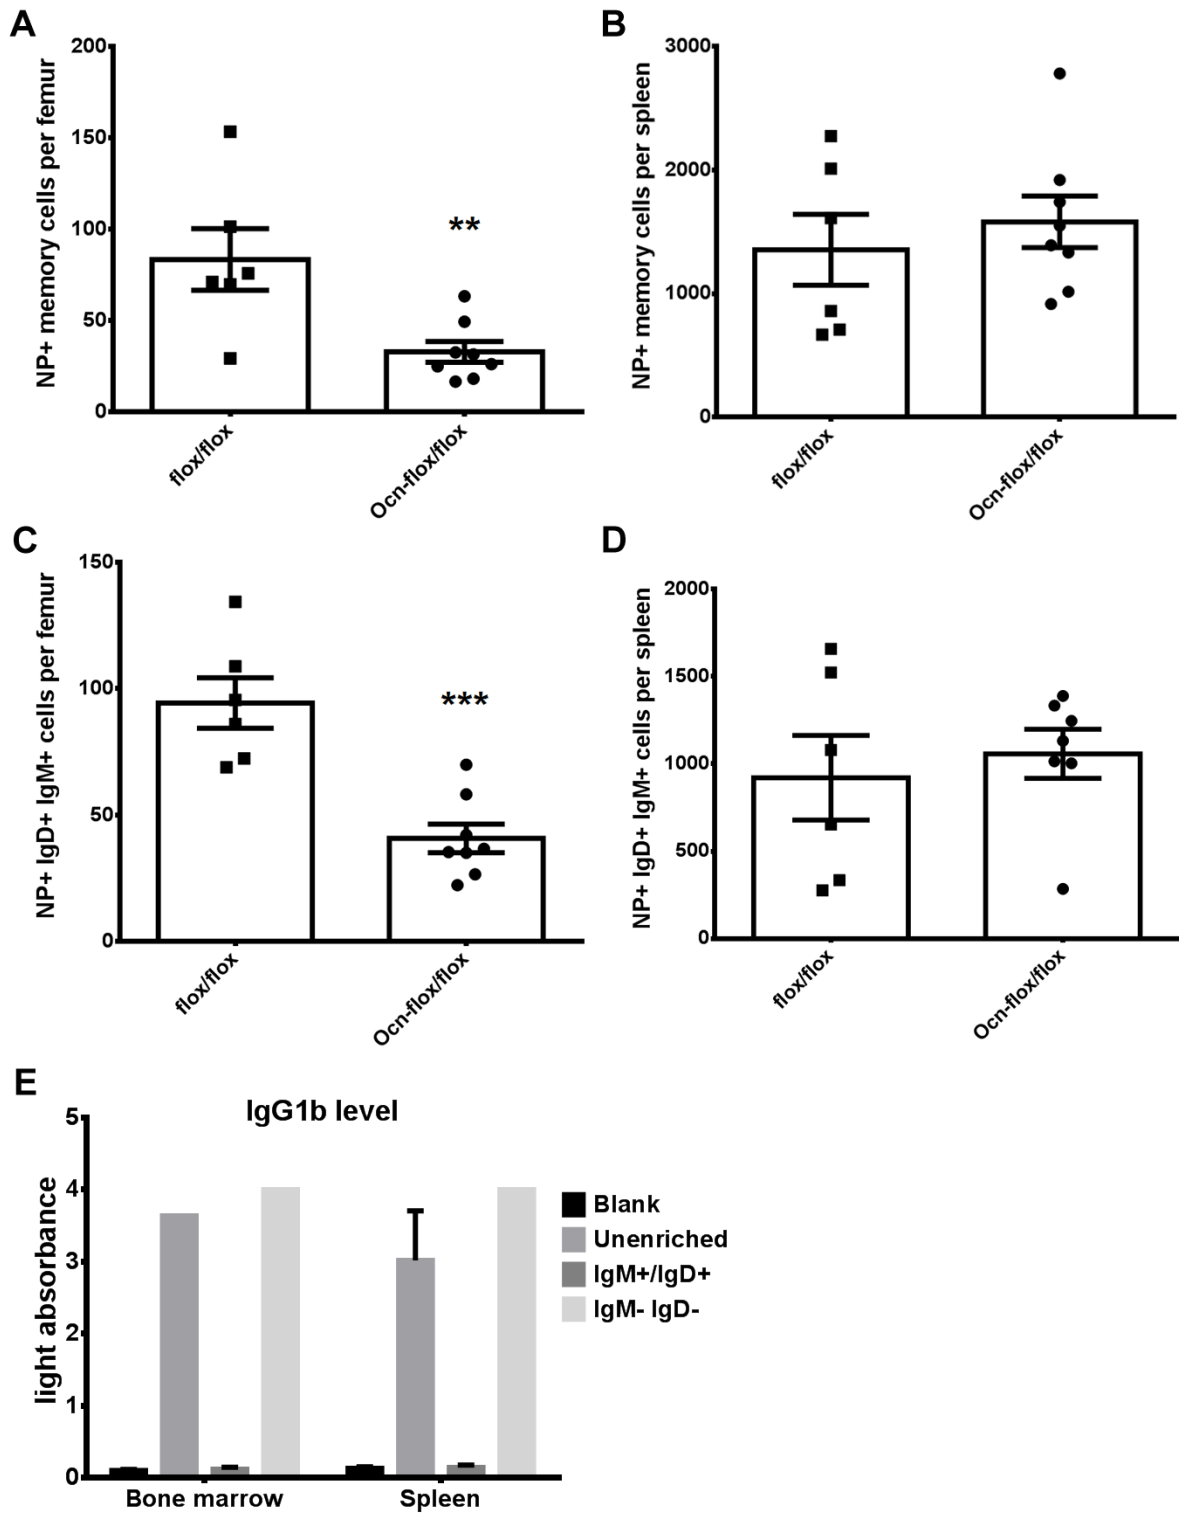 A
NP+ memory cells per femur
200
150
100
50
0
**
flox/flox
Ocn-flox/flox
B
NP+ memory cells per spleen
3000
2000
1000
0
flox/flox
Ocn-flox/flox
C
NP+ IgD+ IgM+ cells per femur
150
100
50
0
***
flox/flox
Ocn-flox/flox
D
NP+ IgD+ IgM+ cells per spleen
2000
1500
1000
500
0
flox/flox
Ocn-flox/flox
E
IgG1b level
light absorbance
5
4
3
2
1
0
Bone marrow
Spleen
Blank
Unenriched
IgM+/IgD+
IgM- IgD-